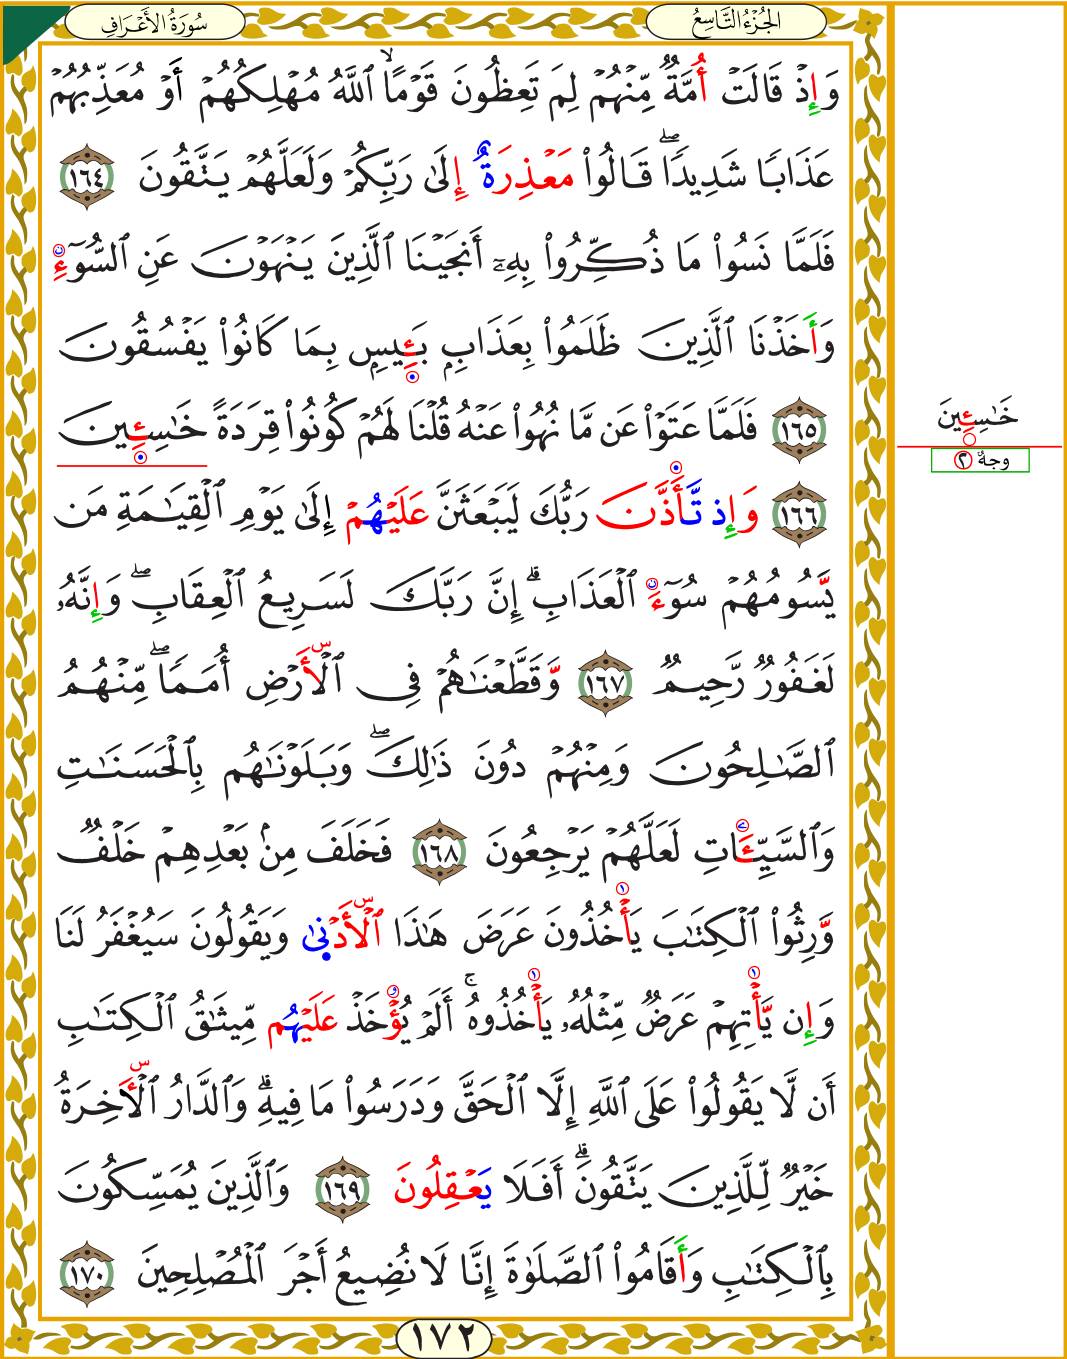 الجُزْءُ التَّاسِعُ
سُورَةُ الأَعْرَافِ
وَإِذْ قَالَتْ أُمَّةٌ مِّنْهُمْ لِمَ تَعِظُونَ قَوْمًا ۙ ٱللَّهُ مُهْلِكُهُمْ أَوْ مُعَذِّبُهُمْ
عَذَابًا شَدِيدًا ۖ قَالُوا۟ مَعْذِرَةٌ إِلَىٰ رَبِّكُمْ وَلَعَلَّهُمْ يَتَّقُونَ ١٦٤
فَلَمَّا نَسُوا۟ مَا ذُكِّرُوا۟ بِهِۦٓ أَنجَيْنَا ٱلَّذِينَ يَنْهَوْنَ عَنِ ٱلسُّوٓءِ
وَأَخَذْنَا ٱلَّذِينَ ظَلَمُوا۟ بِعَذَابٍۭ بَـِٔيسٍۭ بِمَا كَانُوا۟ يَفْسُقُونَ
١٦٥ فَلَمَّا عَتَوْا۟ عَن مَّا نُهُوا۟ عَنْهُ قُلْنَا لَهُمْ كُونُوا۟ قِرَدَةً خَـٰسِـِٔينَ
١٦٦ وَإِذ تَّأَذَّنَ رَبُّكَ لَيَبْعَثَنَّ عَلَيْهُمْ إِلَىٰ يَوْمِ ٱلْقِيَـٰمَةِ مَن
يَّسُومُهُمْ سُوٓءَ ٱلْعَذَابِ ۗ إِنَّ رَبَّكَ لَسَرِيعُ ٱلْعِقَابِ ۖ وَإِنَّهُۥ
لَغَفُورٌ رَّحِيمٌ ١٦٧ وَّقَطَّعْنَـٰهُمْ فِى ٱلْأَرْضِ أُمَمًا ۖ مِّنْهُمُ
ٱلصَّـٰلِحُونَ وَمِنْهُمْ دُونَ ذَٰلِكَ ۖ وَبَلَوْنَـٰهُم بِٱلْحَسَنَـٰتِ
وَٱلسَّيِّـَٔاتِ لَعَلَّهُمْ يَرْجِعُونَ ١٦٨ فَخَلَفَ مِنۢ بَعْدِهِمْ خَلْفٌ
وَّرِثُوا۟ ٱلْكِتَـٰبَ يَأْخُذُونَ عَرَضَ هَـٰذَا ٱلْأَدْنَىٰ وَيَقُولُونَ سَيُغْفَرُ لَنَا
وَإِن يَّأْتِهِمْ عَرَضٌ مِّثْلُهُۥ يَأْخُذُوهُ ۚ أَلَمْ يُؤْخَذْ عَلَيْهُم مِّيثَـٰقُ ٱلْكِتَـٰبِ
أَن لَّا يَقُولُوا۟ عَلَى ٱللَّهِ إِلَّا ٱلْحَقَّ وَدَرَسُوا۟ مَا فِيهِ ۗ وَٱلدَّارُ ٱلْـَٔاخِرَةُ
خَيْرٌ لِّلَّذِينَ يَتَّقُونَ ۗ أَفَلَا يَعْقِلُونَ ١٦٩ وَٱلَّذِينَ يُمَسِّكُونَ
بِٱلْكِتَـٰبِ وَأَقَامُوا۟ ٱلصَّلَوٰةَ إِنَّا لَا نُضِيعُ أَجْرَ ٱلْمُصْلِحِينَ ١٧٠
١٧٢
خَـٰسِـِٔينَ
٢ وجهٌ